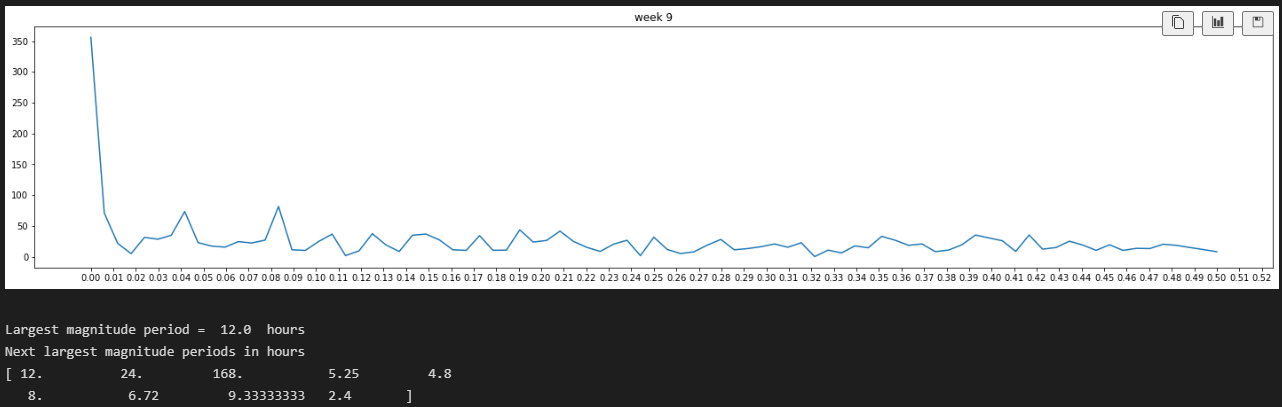 week 9
350
300
250
200
150
100
50
0
0.00 0.01 0.02 0.03 0.04 0.05 0.06 0.07 0.08 0.09 0.10 0.11 0.12 0.13 0.14 0.15 0.16 0.17 0.18 0.19 0.20 0.21 0.22 0.23 0.24 0.25 0.26 0.27 0.28 0.29 0.30 0.31 0.32 0.33 0.34 0.35 0.36 0.37 0.38 0.39 0.40 0.41 0.42 0.43 0.44 0.45 0.46 0.47 0.48 0.49 0.50 0.51 0.52
Largest magnitude period =  12.0  hours
Next largest magnitude periods in hours
[ 12.          24.         168.           5.25         4.8
   8.           6.72         9.33333333   2.4       ]